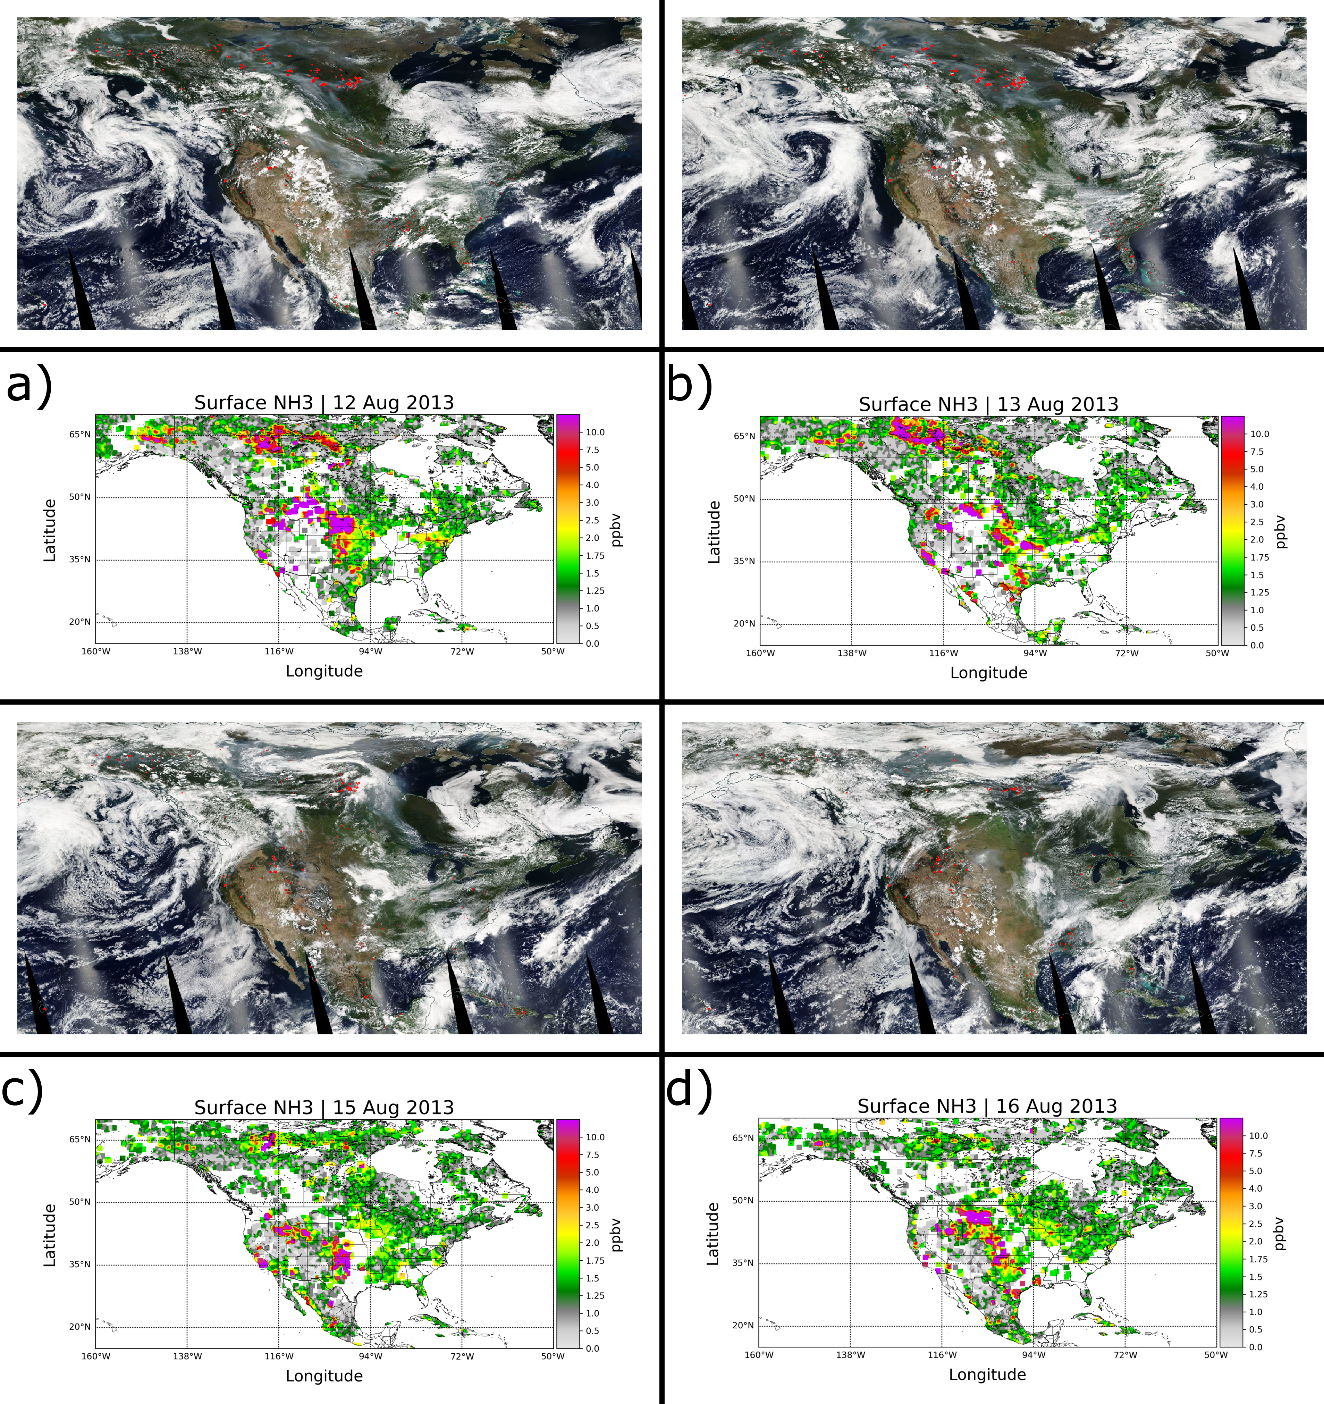 a)
Surface NH3 | 12 Aug 2013
65°N
50°N
35°N
20°N
160°W 138°W 116°W 94°W 72°W 50°W
Latitude
Longitude
10.0
7.5
5.0
4.0
3.0
2.5
2.0
1.75
1.5
1.25
1.0
0.5
0.0
ppbv
b)
Surface NH3 | 13 Aug 2013
65°N
50°N
35°N
20°N
160°W 138°W 116°W 94°W 72°W 50°W
Latitude
Longitude
10.0
7.5
5.0
4.0
3.0
2.5
2.0
1.75
1.5
1.25
1.0
0.5
0.0
ppbv
c)
Surface NH3 | 15 Aug 2013
65°N
50°N
35°N
20°N
160°W 138°W 116°W 94°W 72°W 50°W
Latitude
Longitude
10.0
7.5
5.0
4.0
3.0
2.5
2.0
1.75
1.5
1.25
1.0
0.5
0.0
ppbv
d)
Surface NH3 | 16 Aug 2013
65°N
50°N
35°N
20°N
160°W 138°W 116°W 94°W 72°W 50°W
Latitude
Longitude
10.0
7.5
5.0
4.0
3.0
2.5
2.0
1.75
1.5
1.25
1.0
0.5
0.0
ppbv